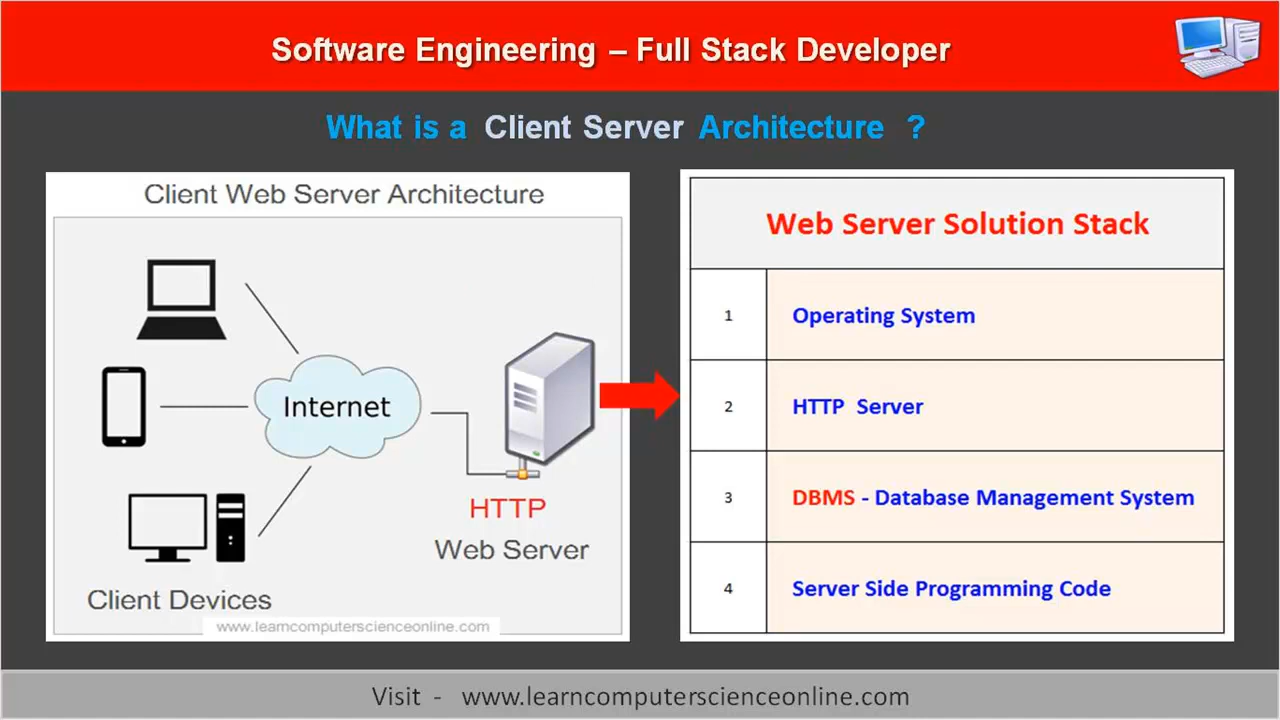 Software Engineering – Full Stack Developer
What is a Client Server Architecture ?
Client Web Server Architecture
Internet
HTTP
Web Server
Client Devices
www.learncomputerscienceonline.com
Web Server Solution Stack
1 Operating System
2 HTTP Server
3 DBMS - Database Management System
4 Server Side Programming Code
Visit - www.learncomputerscienceonline.com